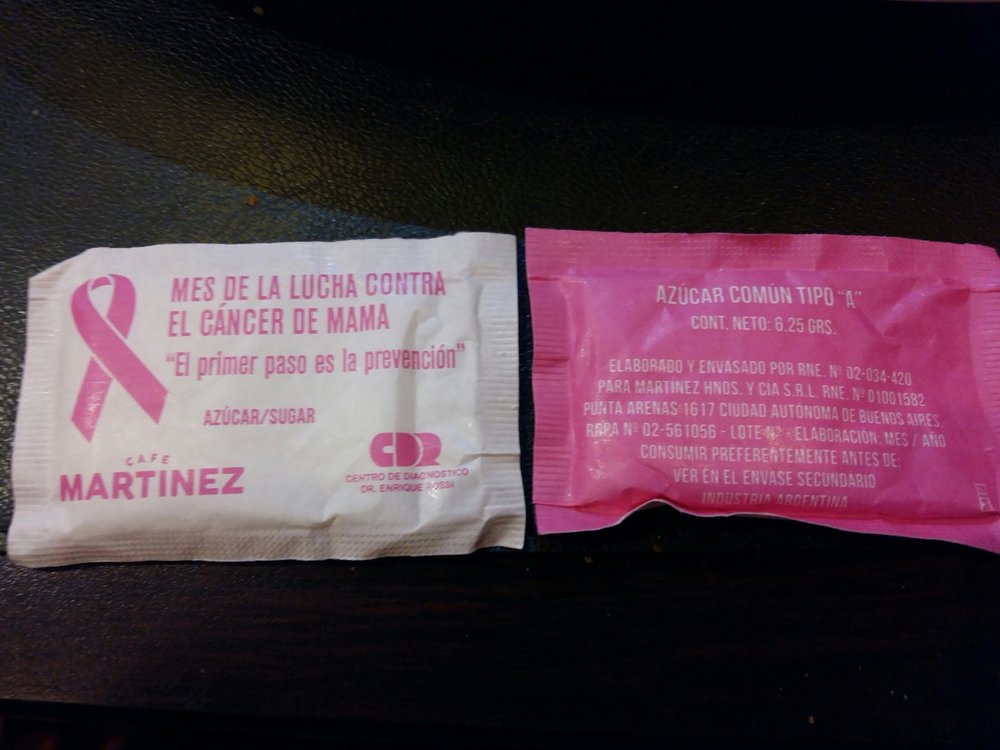 MES DE LA LUCHA CONTRA
EL CÁNCER DE MAMA
"El primer paso es la prevención"
AZÚCAR/SUGAR
CAFE
MARTINEZ
CDR
CENTRO DE DIAGNOSTICO
DR. ENRIQUE ROSSI
AZÚCAR COMÚN TIPO "A"
CONT. NETO: 6.25 GRS.
ELABORADO Y ENVASADO POR RNE. Nº 02-034-420
PARA MARTINEZ HNOS. Y CIA S.R.L. RNE. Nº 01001582
PUNTA ARENAS 1617 CIUDAD AUTÓNOMA DE BUENOS AIRES
RNPA Nº 02-561056 - LOTE Nº - ELABORACIÓN: MES / AÑO
CONSUMIR PREFERENTEMENTE ANTES DE:
VER EN EL ENVASE SECUNDARIO
INDUSTRIA ARGENTINA